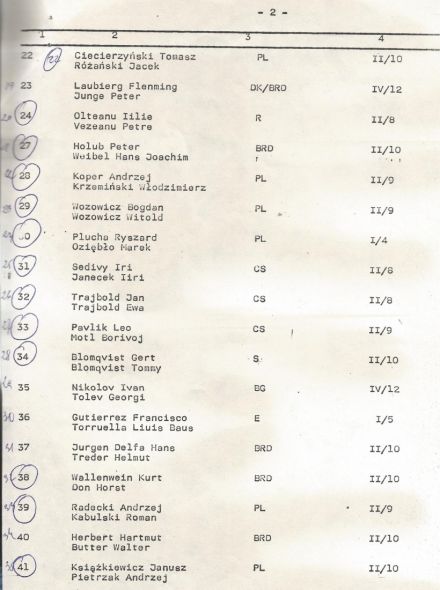 - 2 -
1 2 3 4
22 Ciecierzyński Tomasz PL II/10
Różański Jacek
23 Laubierg Flenming DK/BRD IV/12
Junge Peter
24 Olteanu Iilie R II/8
Vezeanu Petre
27 Holub Peter BRD II/10
Weibel Hans Joachim
28 Koper Andrzej PL II/9
Krzemiński Włodzimierz
29 Wozowicz Bogdan PL II/9
Wozowicz Witold
30 Plucha Ryszard PL I/4
Oziębło Marek
31 Sedivy Iri CS II/8
Janecek Iiri
32 Trajbold Jan CS II/8
Trajbold Ewa
33 Pavlik Leo CS II/9
Motl Borivoj
34 Blomqvist Gert S II/10
Blomqvist Tommy
35 Nikolov Ivan BG IV/12
Tolev Georgi
36 Gutierrez Francisco E I/5
Torruella Liuis Baus
37 Jurgen Delfs Hans BRD II/10
Treder Helmut
38 Wallenwein Kurt BRD II/10
Don Horst
39 Radecki Andrzej PL II/9
Kabulski Roman
40 Herbert Hartmut BRD II/10
Butter Walter
41 Książkiewicz Janusz PL II/10
Pietrzak Andrzej